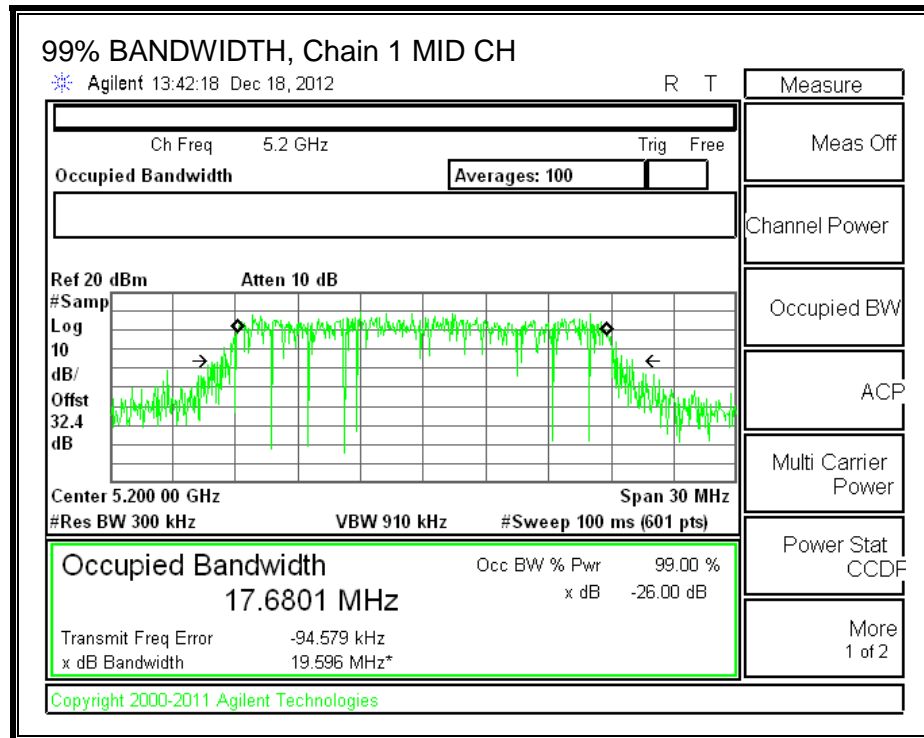 99% BANDWIDTH, Chain 1 MID CH
Agilent 13:42:18 Dec 18, 2012 R T
Measure
Ch Freq 5.2 GHz Trig Free
Meas Off
Occupied Bandwidth Averages: 100
Channel Power
Ref 20 dBm Atten 10 dB
#Samp
Log
10
dB/
Offst
32.4
dB
Occupied BW
ACP
Center 5.200 00 GHz Span 30 MHz
#Res BW 300 kHz VBW 910 kHz #Sweep 100 ms (601 pts)
Multi Carrier
Power
Occupied Bandwidth Occ BW % Pwr 99.00 %
17.6801 MHz x dB -26.00 dB
Transmit Freq Error -94.579 kHz
x dB Bandwidth 19.596 MHz*
Power Stat
CCDF
More
1 of 2
Copyright 2000-2011 Agilent Technologies